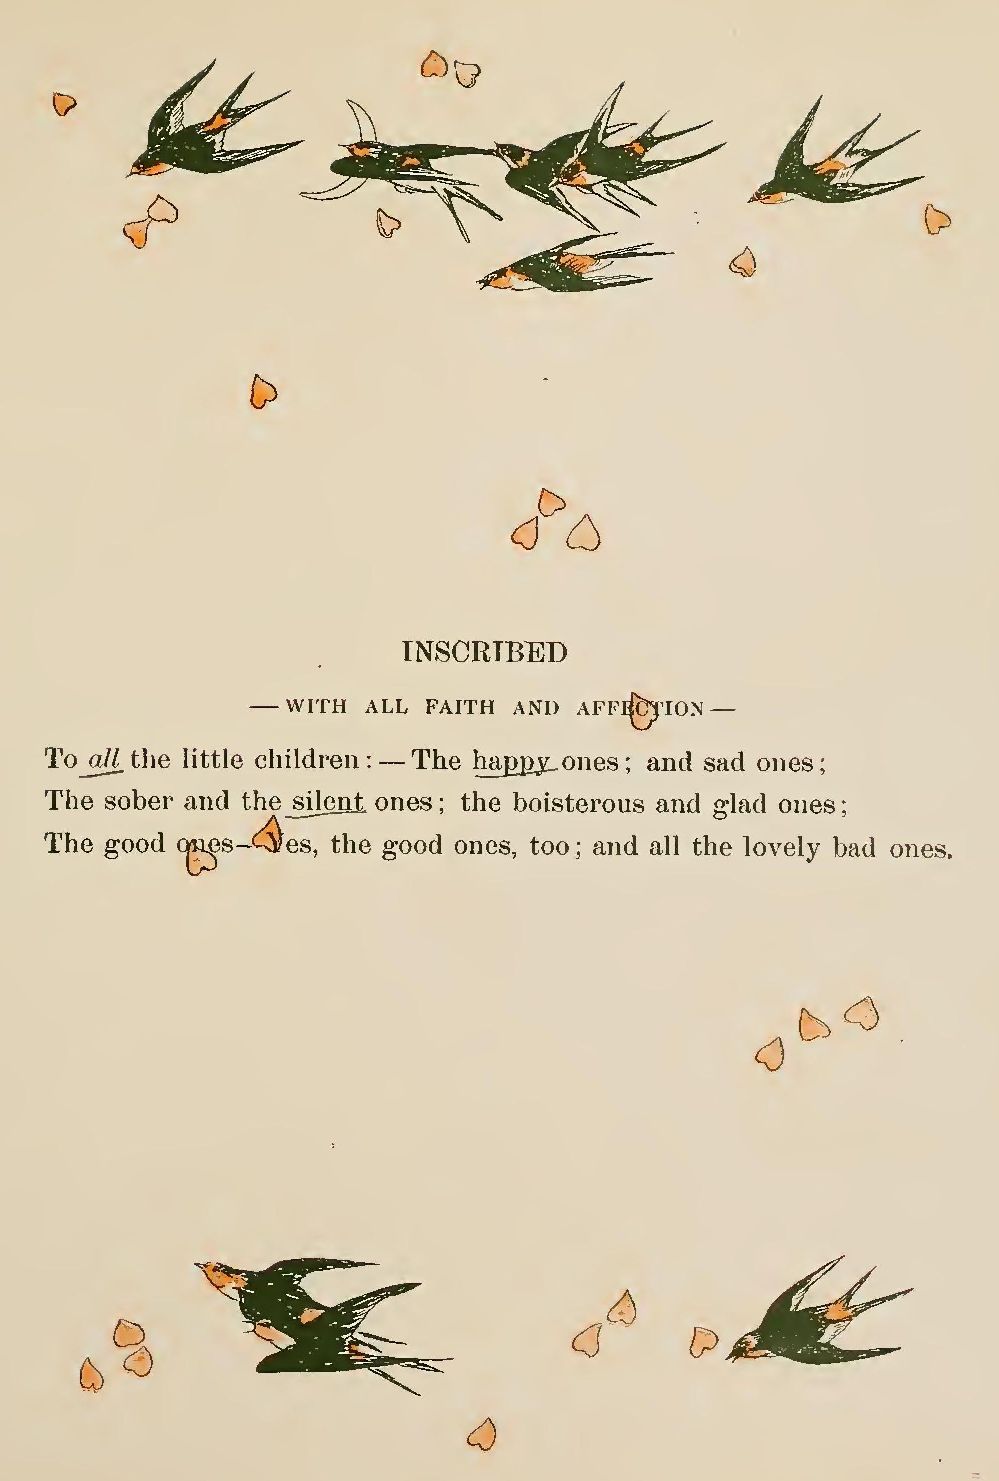 INSCRIBED
— WITH ALL FAITH AND AFFECTION —
To all the little children: — The happy ones; and sad ones;
The sober and the silent ones; the boisterous and glad ones;
The good ones—Yes, the good ones, too; and all the lovely bad ones.